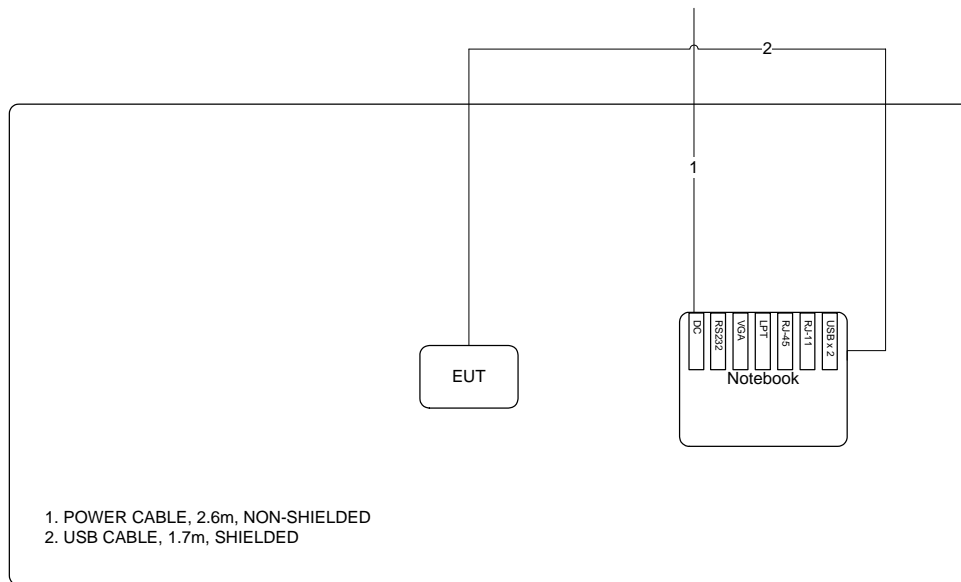 2
1
DC
RS232
VGA
LPT
RJ-45
RJ-11
USB x 2
EUT
Notebook
1. POWER CABLE, 2.6m, NON-SHIELDED
2. USB CABLE, 1.7m, SHIELDED